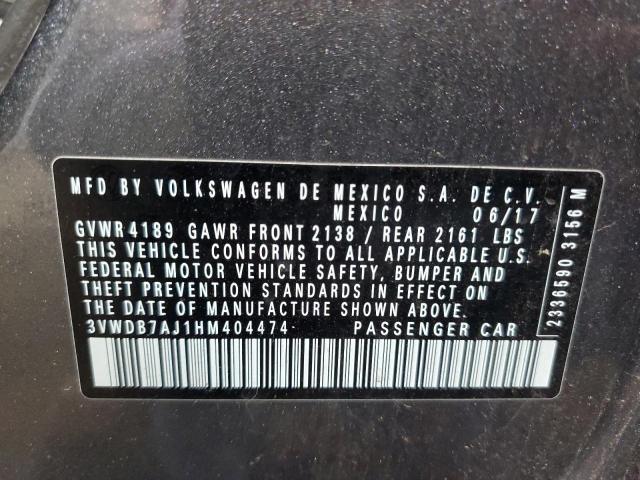 MFD BY VOLKSWAGEN DE MEXICO S.A. DE C.V.
MEXICO 06/17
GVWR 4189 GAWR FRONT 2138 / REAR 2161 LBS
THIS VEHICLE CONFORMS TO ALL APPLICABLE U.S.
FEDERAL MOTOR VEHICLE SAFETY, BUMPER AND
THEFT PREVENTION STANDARDS IN EFFECT ON
THE DATE OF MANUFACTURE SHOWN ABOVE.
3VWDB7AJ1HM404474 PASSENGER CAR
2336590 3156 M